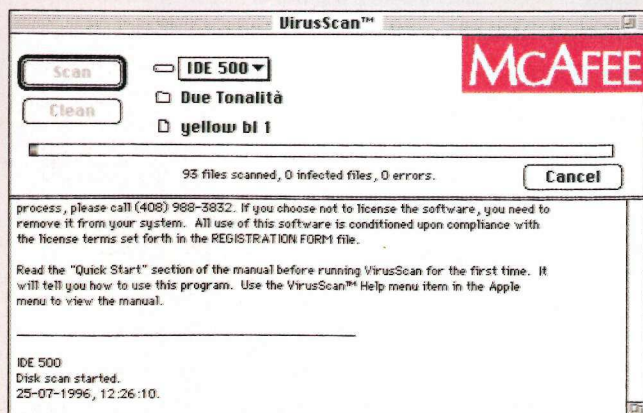 VirusScan™
Scan
Clean
IDE 500
Due Tonalità
yellow bl 1
McAFEE
93 files scanned, 0 infected files, 0 errors.
Cancel
process, please call (408) 988-3832. If you choose not to license the software, you need to
remove it from your system. All use of this software is conditioned upon compliance with
the license terms set forth in the REGISTRATION FORM file.
Read the "Quick Start" section of the manual before running VirusScan for the first time. It
will tell you how to use this program. Use the VirusScan™ Help menu item in the Apple
menu to view the manual.
IDE 500
Disk scan started.
25-07-1996, 12:26:10.